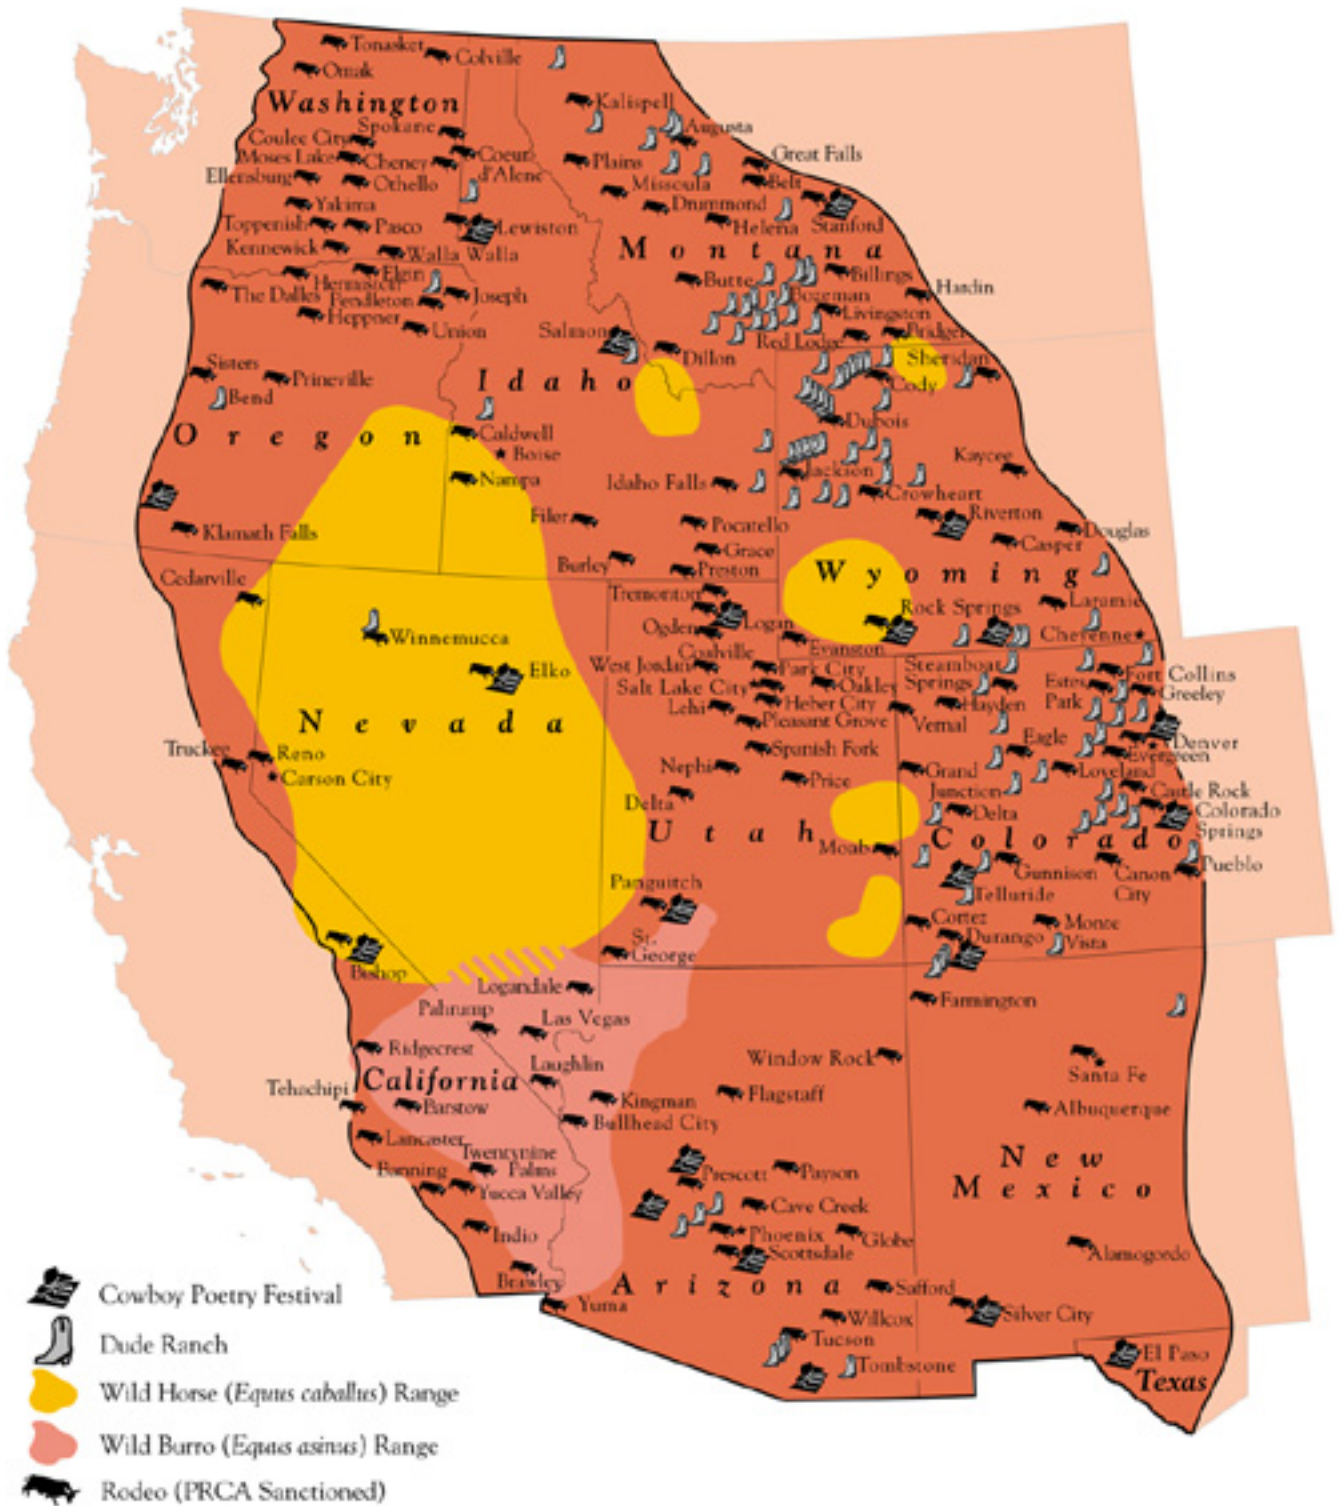 Tonasket
Colville
Omak
Washington
Kalispell
Spokane
Augusta
Coulee City
Great Falls
Moses Lake
Cheney
Coeur
d'Alene
Plains
Ellensburg
Othello
Missoula
Belt
Yakima
Drummond
Toppenish
Pasco
Lewiston
Helena
Stanford
Kennewick
Walla Walla
Montana
Elgin
Hermiston
Butte
Billings
The Dalles
Pendleton
Joseph
Bozeman
Hardin
Heppner
Livingston
Union
Salmon
Red Lodge
Bridger
Dillon
Sheridan
Sisters
Prineville
Idaho
Cody
Bend
Dubois
Oregon
Caldwell
Boise
Kaycee
Nampa
Idaho Falls
Jackson
Crowheart
Filer
Pocatello
Riverton
Klamath Falls
Douglas
Grace
Casper
Burley
Preston
Wyoming
Cedarville
Tremonton
Rock Springs
Laramie
Winnemucca
Ogden
Logan
Cheyenne
Coalville
Evanston
Elko
West Jordan
Park City
Steamboat
Springs
Fort Collins
Salt Lake City
Oakley
Estes
Park
Greeley
Nevada
Lehi
Heber City
Hayden
Pleasant Grove
Vernal
Truckee
Reno
Spanish Fork
Eagle
Denver
Evergreen
Carson City
Nephi
Price
Grand
Junction
Loveland
Delta
Castle Rock
Utah
Delta
Colorado
Springs
Moab
Colorado
Panguitch
Gunnison
Canon
City
Pueblo
Telluride
St.
George
Cortez
Monte
Vista
Durango
Bishop
Logandale
Farmington
Pahrump
Las Vegas
Ridgecrest
Laughlin
Window Rock
Santa Fe
California
Tehachapi
Barstow
Kingman
Flagstaff
Albuquerque
Bullhead City
Lancaster
Twentynine
Palms
Banning
Prescott
Payson
New
Mexico
Yucca Valley
Cave Creek
Indio
Phoenix
Globe
Scottsdale
Alamogordo
Brawley
Arizona
Safford
Yuma
Willcox
Silver City
Tucson
Tombstone
El Paso
Texas
Cowboy Poetry Festival
Dude Ranch
Wild Horse (Equus caballus) Range
Wild Burro (Equus asinus) Range
Rodeo (PRCA Sanctioned)